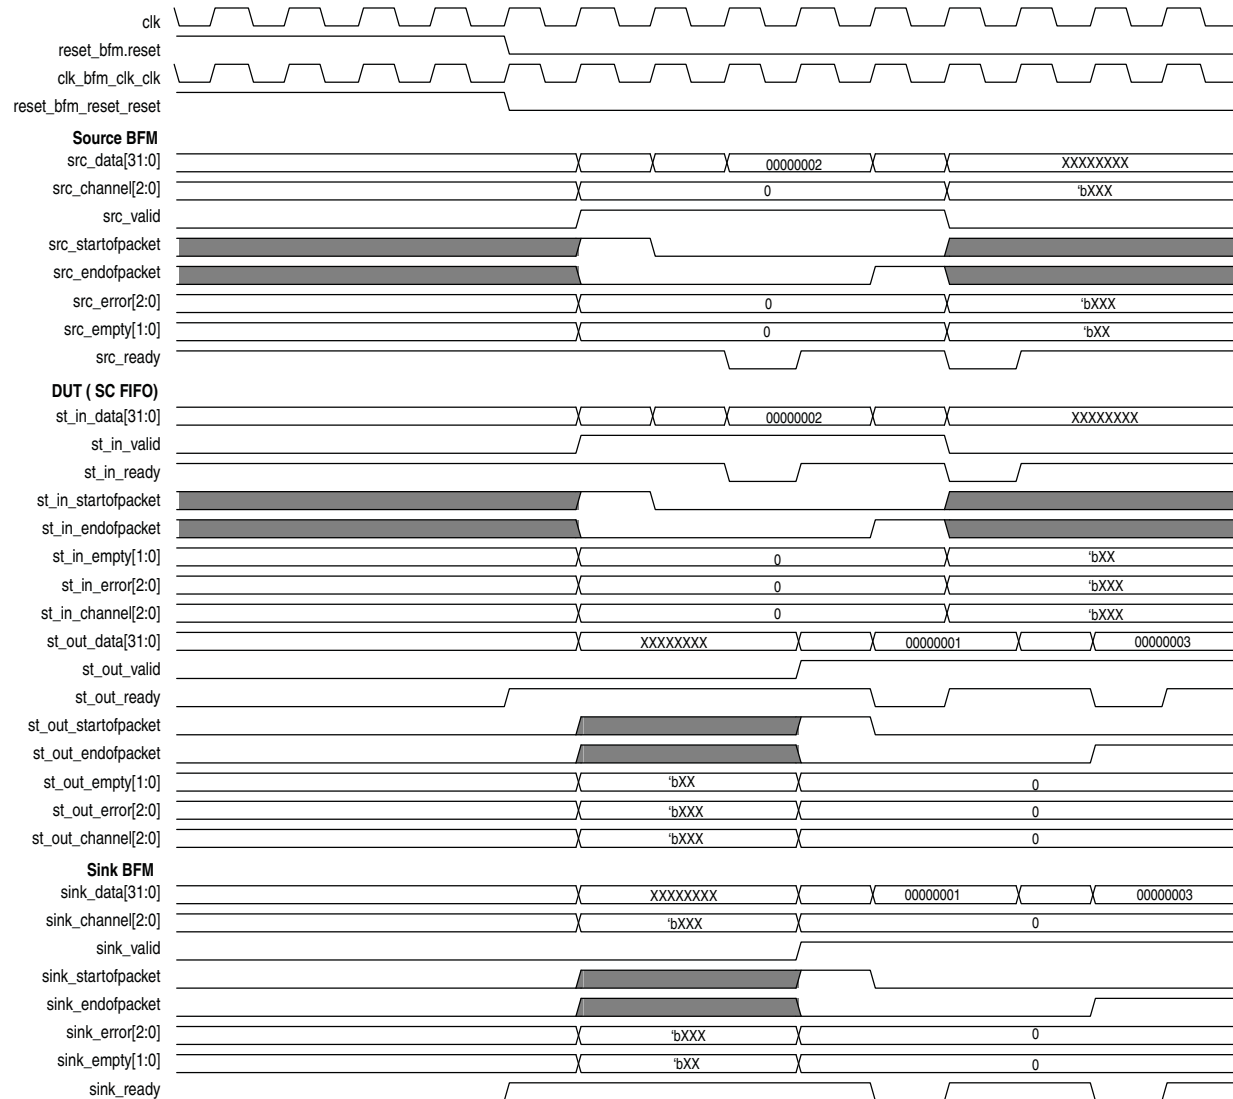 clk
reset_bfm.reset
clk_bfm_clk_clk
reset_bfm_reset_reset
Source BFM
src_data[31:0] 00000002 XXXXXXXX
src_channel[2:0] 0 'bXXX
src_valid
src_startofpacket
src_endofpacket
src_error[2:0] 0 'bXXX
src_empty[1:0] 0 'bXX
src_ready
DUT ( SC FIFO)
st_in_data[31:0] 00000002 XXXXXXXX
st_in_valid
st_in_ready
st_in_startofpacket
st_in_endofpacket
st_in_empty[1:0] 0 'bXX
st_in_error[2:0] 0 'bXXX
st_in_channel[2:0] 0 'bXXX
st_out_data[31:0] XXXXXXXX 00000001 00000003
st_out_valid
st_out_ready
st_out_startofpacket
st_out_endofpacket
st_out_empty[1:0] 'bXX 0
st_out_error[2:0] 'bXXX 0
st_out_channel[2:0] 'bXXX 0
Sink BFM
sink_data[31:0] XXXXXXXX 00000001 00000003
sink_channel[2:0] 'bXXX 0
sink_valid
sink_startofpacket
sink_endofpacket
sink_error[2:0] 'bXXX 0
sink_empty[1:0] 'bXX 0
sink_ready